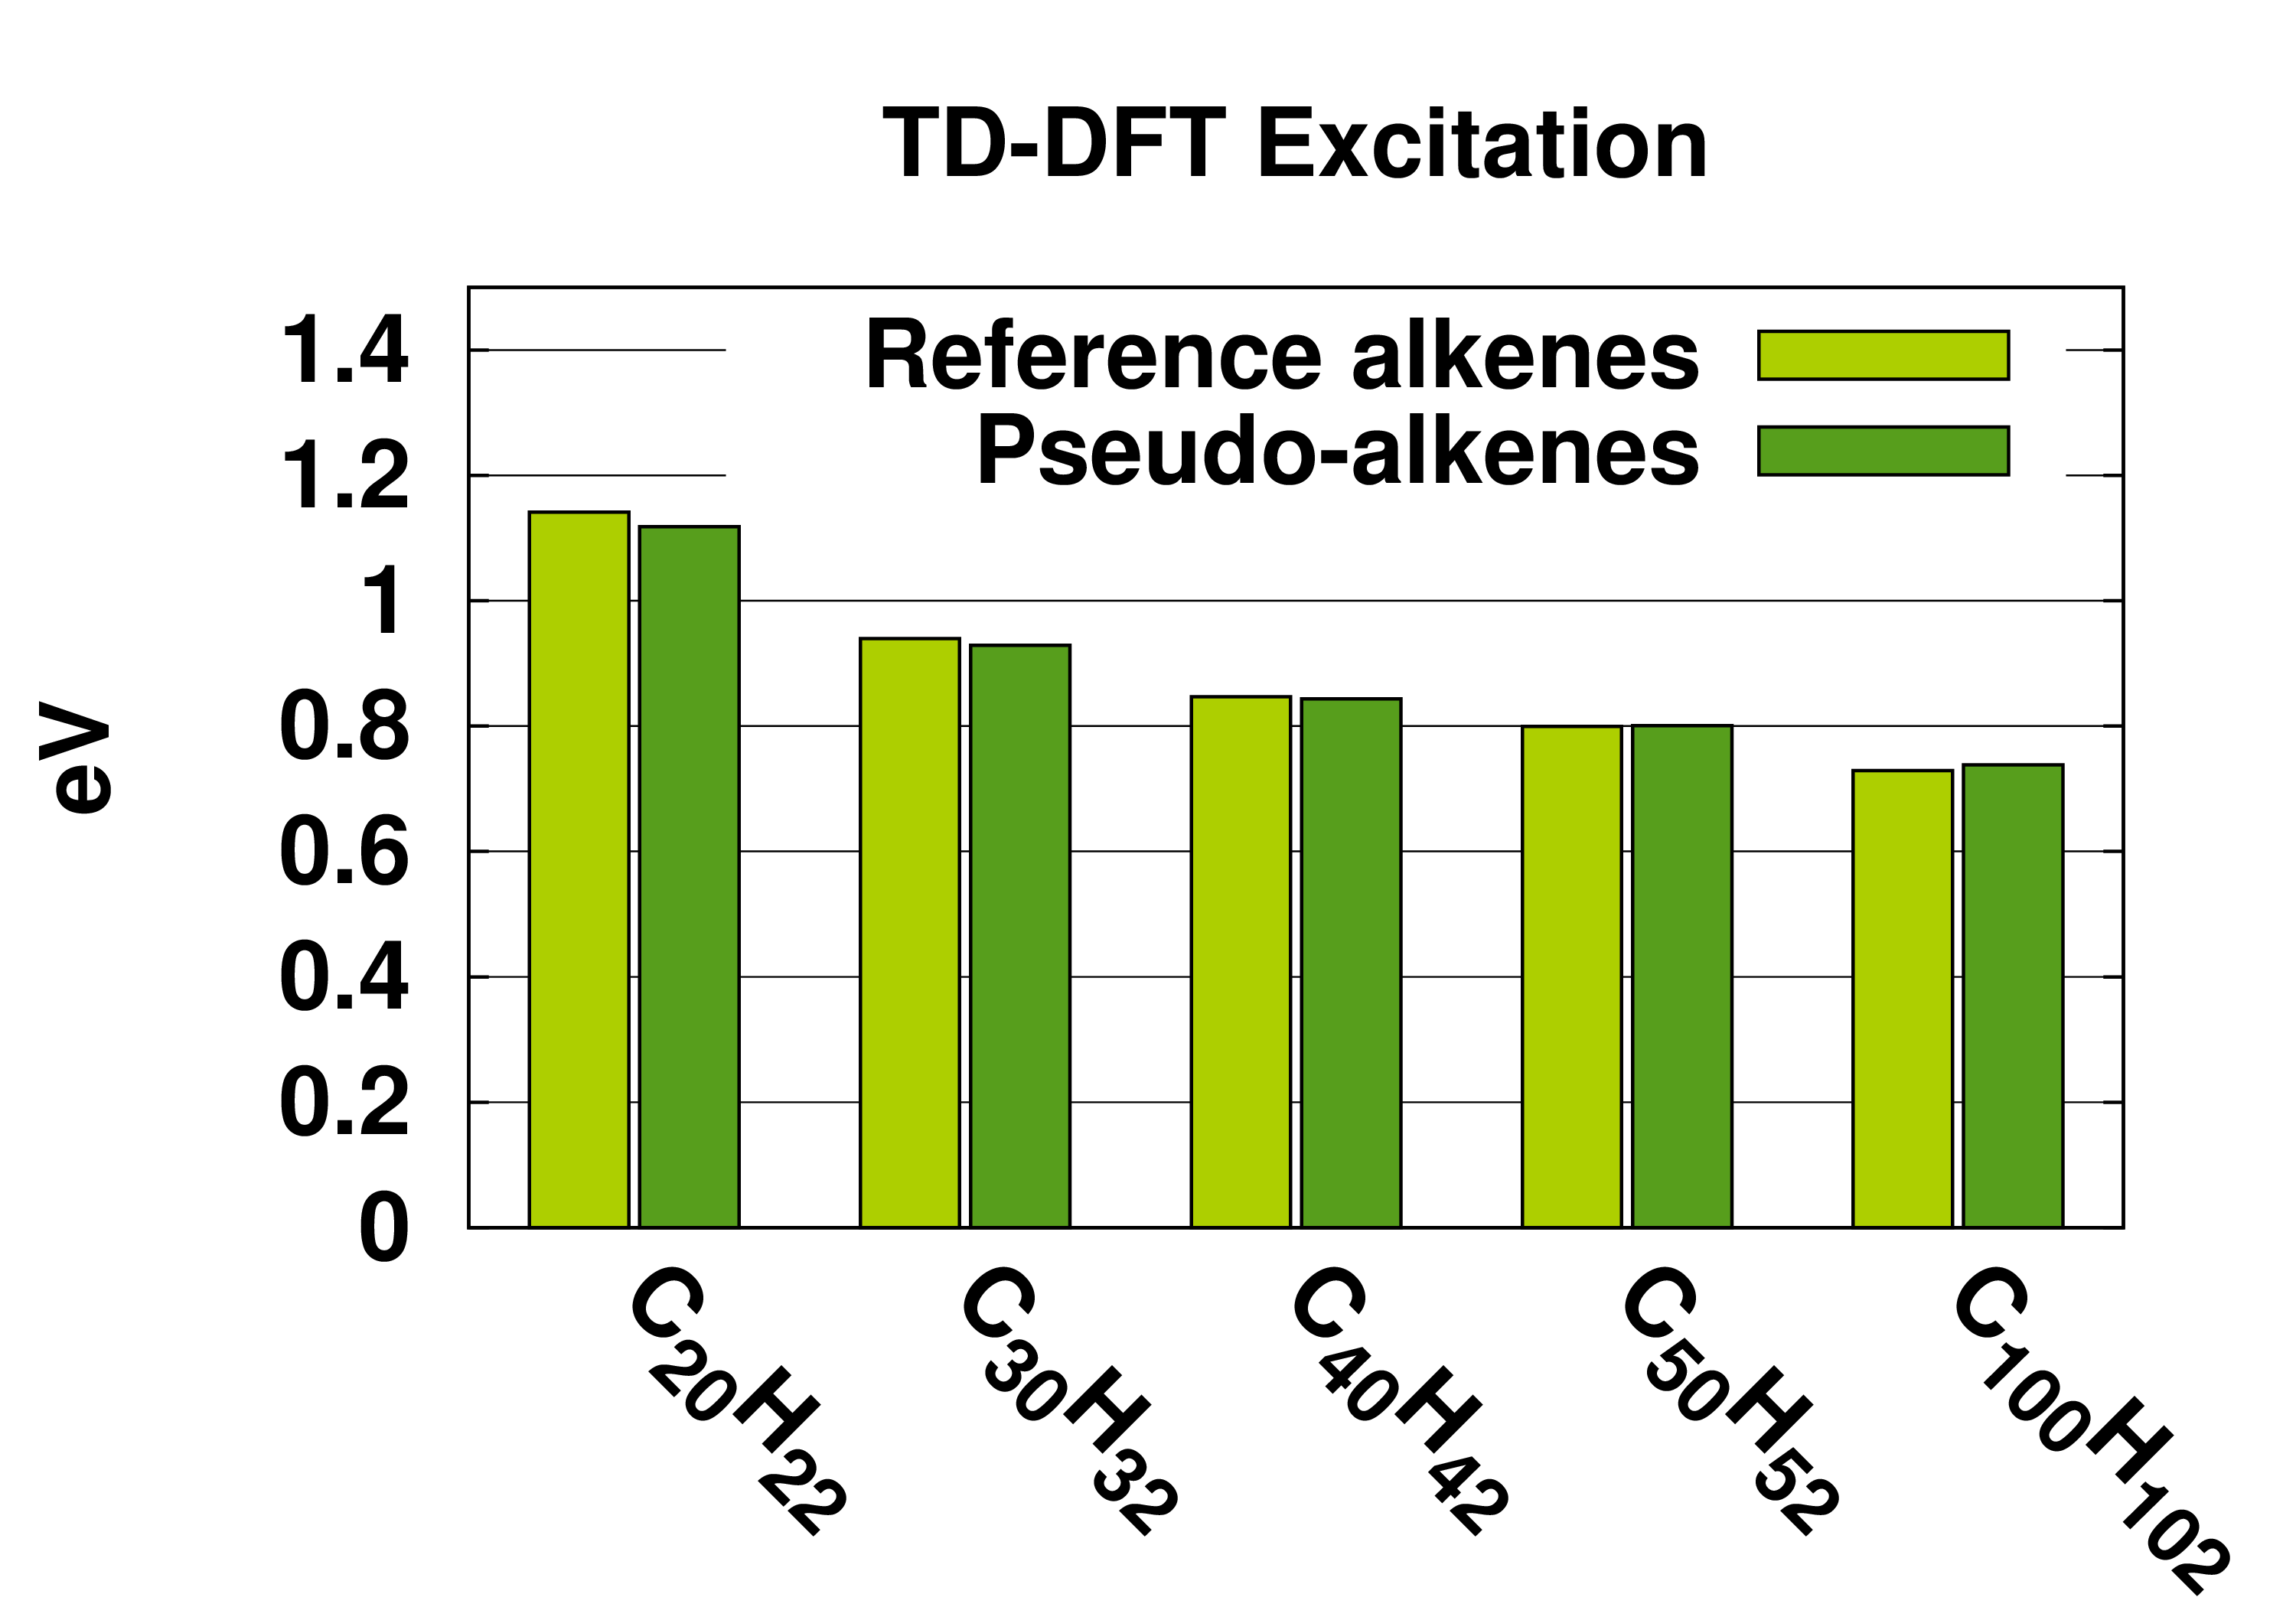 TD-DFT Excitation
Reference alkenes
Pseudo-alkenes
eV
1.4
1.2
1
0.8
0.6
0.4
0.2
0
C₂₀H₂₂
C₃₀H₃₂
C₄₀H₄₂
C₅₀H₅₂
C₁₀₀H₁₀₂